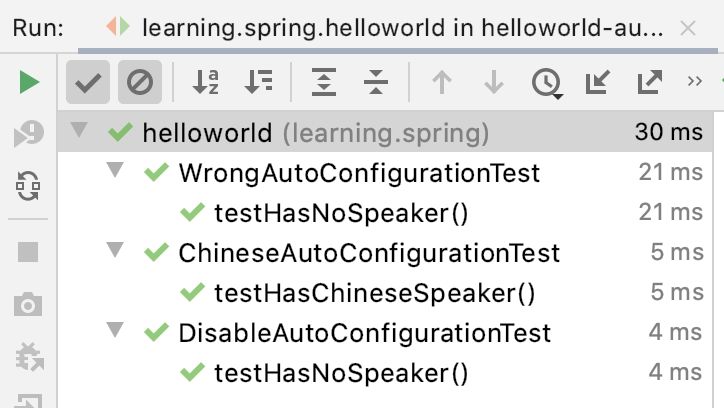 Run: learning.spring.helloworld in helloworld-au...
helloworld (learning.spring) 30 ms
WrongAutoConfigurationTest 21 ms
testHasNoSpeaker() 21 ms
ChineseAutoConfigurationTest 5 ms
testHasChineseSpeaker() 5 ms
DisableAutoConfigurationTest 4 ms
testHasNoSpeaker() 4 ms